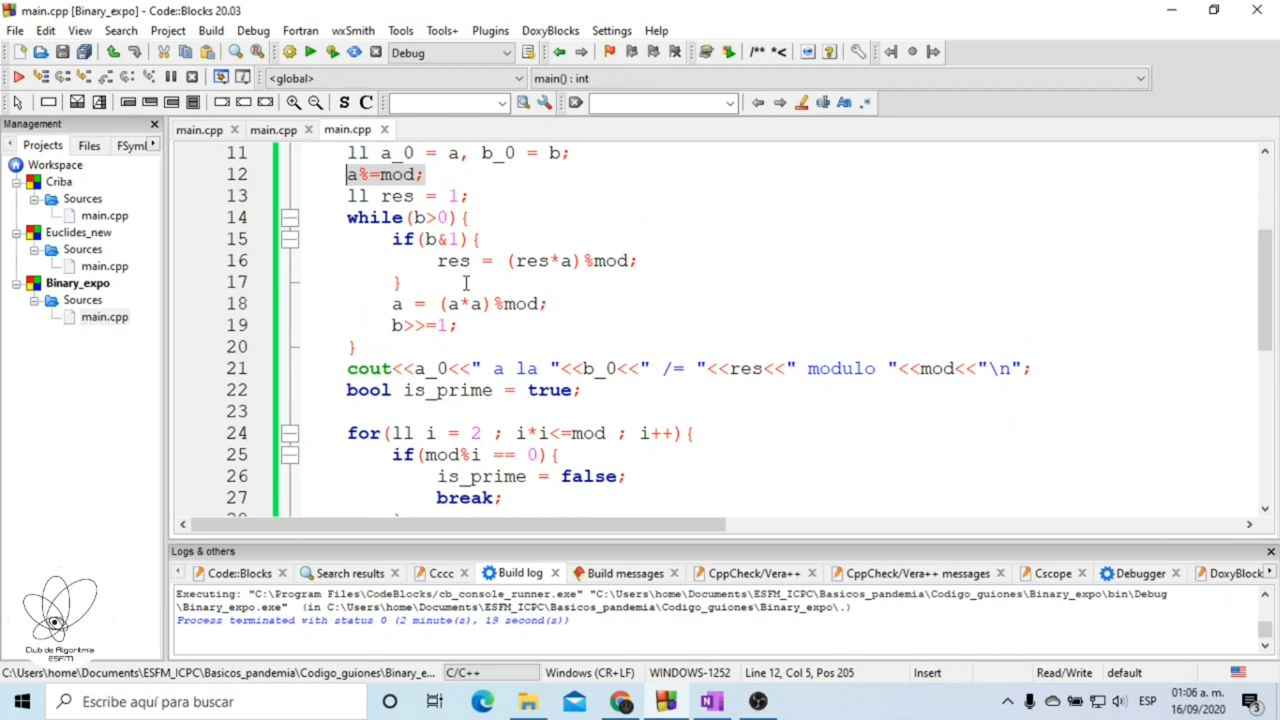 main.cpp [Binary_expo] - Code::Blocks 20.03
File Edit View Search Project Build Debug Fortran wxSmith Tools Tools+ Plugins DoxyBlocks Settings Help
Debug
<global> main() : int
S C
Management
Projects Files FSyml
main.cpp main.cpp main.cpp
Workspace
Criba
Sources
main.cpp
Euclides_new
Sources
main.cpp
Binary_expo
Sources
main.cpp
11 ll a_0 = a, b_0 = b;
12 a%=mod;
13 ll res = 1;
14 while(b>0){
15 if(b&1){
16 res = (res*a)%mod;
17 }
18 a = (a*a)%mod;
19 b>>=1;
20 }
21 cout<<a_0<<" a la "<<b_0<<" /= "<<res<<" modulo "<<mod<<"\n";
22 bool is_prime = true;
23
24 for(ll i = 2 ; i*i<=mod ; i++){
25 if(mod%i == 0){
26 is_prime = false;
27 break;
Logs & others
Code::Blocks Search results Cccc Build log Build messages CppCheck/Vera++ CppCheck/Vera++ messages Cscope Debugger DoxyBlock
Executing: "C:\Program Files\CodeBlocks/cb_console_runner.exe" "C:\Users\home\Documents\ESFM_ICPC\Basicos_pandemia\Codigo_guiones\Binary_expo\bin\Debug
\Binary_expo.exe" (in C:\Users\home\Documents\ESFM_ICPC\Basicos_pandemia\Codigo_guiones\Binary_expo\.)
Process terminated with status 0 (2 minute(s), 19 second(s))
Club de Algoritmia
ESFM
C:\Users\home\Documents\ESFM_ICPC\Basicos_pandemia\Codigo_guiones\Binary_e... C/C++ Windows (CR+LF) WINDOWS-1252 Line 12, Col 5, Pos 205 Insert Read/Write default
Escribe aquí para buscar
ESP
01:06 a. m.
16/09/2020
3